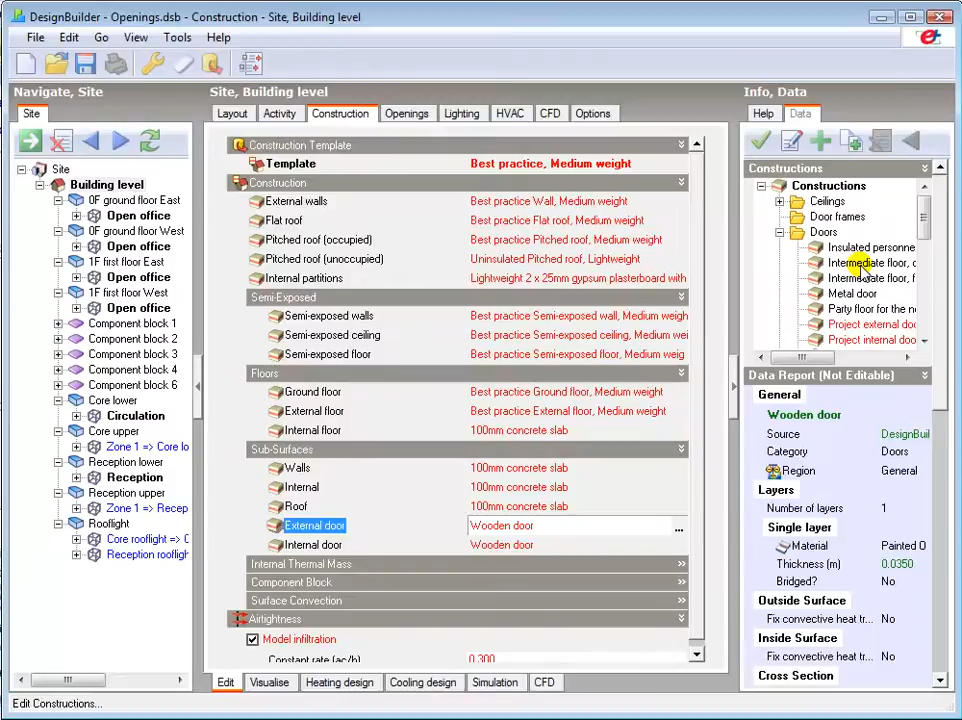 DesignBuilder - Openings.dsb - Construction - Site, Building level
File Edit Go View Tools Help
Navigate, Site
Site
Site
Building level
0F ground floor East
Open office
0F ground floor West
Open office
1F first floor East
Open office
1F first floor West
Open office
Component block 1
Component block 2
Component block 3
Component block 4
Component block 6
Core lower
Circulation
Core upper
Zone 1 => Core lo
Reception lower
Reception
Reception upper
Zone 1 => Recep
Rooflight
Core rooflight => C
Reception rooflight
Site, Building level
Layout Activity Construction Openings Lighting HVAC CFD Options
Construction Template
Template Best practice, Medium weight
Construction
External walls Best practice Wall, Medium weight
Flat roof Best practice Flat roof, Medium weight
Pitched roof (occupied) Best practice Pitched roof, Medium weight
Pitched roof (unoccupied) Uninsulated Pitched roof, Lightweight
Internal partitions Lightweight 2 x 25mm gypsum plasterboard with
Semi-Exposed
Semi-exposed walls Best practice Semi-exposed wall, Medium weigh
Semi-exposed ceiling Best practice Semi-exposed ceiling, Medium wei
Semi-exposed floor Best practice Semi-exposed floor, Medium weig
Floors
Ground floor Best practice Ground floor, Medium weight
External floor Best practice External floor, Medium weight
Internal floor 100mm concrete slab
Sub-Surfaces
Walls 100mm concrete slab
Internal 100mm concrete slab
Roof 100mm concrete slab
External door Wooden door ...
Internal door Wooden door
Internal Thermal Mass
Component Block
Surface Convection
Airtightness
Model infiltration
Constant rate (ac/h) 0.300
Edit Visualise Heating design Cooling design Simulation CFD
Info, Data
Help Data
Constructions
Constructions
Ceilings
Door frames
Doors
Insulated personne
Intermediate floor, c
Intermediate floor, f
Metal door
Party floor for the n
Project external doo
Project internal doo
Data Report (Not Editable)
General
Wooden door
Source DesignBuil
Category Doors
Region General
Layers
Number of layers 1
Single layer
Material Painted O
Thickness (m) 0.0350
Bridged? No
Outside Surface
Fix convective heat tr... No
Inside Surface
Fix convective heat tr... No
Cross Section
Edit Constructions...